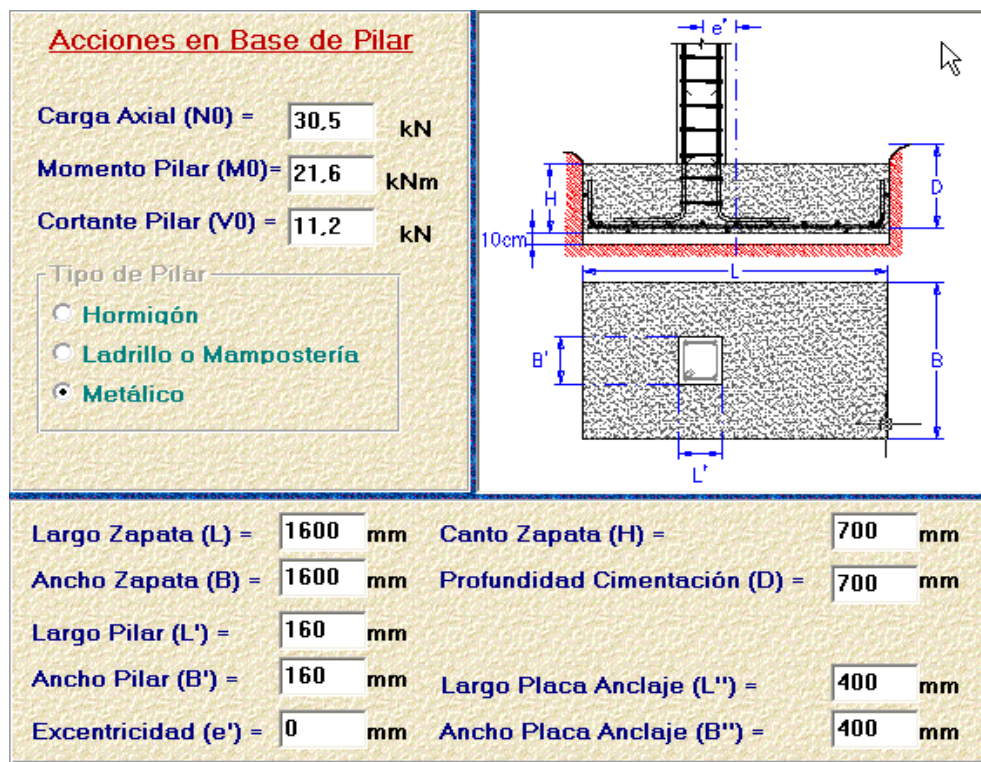 Acciones en Base de Pilar
Carga Axial (N0) = 30,5 kN
Momento Pilar (M0)= 21,6 kNm
Cortante Pilar (V0) = 11,2 kN
Tipo de Pilar
Hormigón
Ladrillo o Mampostería
Metálico
e'
H
D
10cm
L
B'
B
L'
Largo Zapata (L) = 1600 mm Canto Zapata (H) = 700 mm
Ancho Zapata (B) = 1600 mm Profundidad Cimentación (D) = 700 mm
Largo Pilar (L') = 160 mm
Ancho Pilar (B') = 160 mm Largo Placa Anclaje (L'') = 400 mm
Excentricidad (e') = 0 mm Ancho Placa Anclaje (B'') = 400 mm